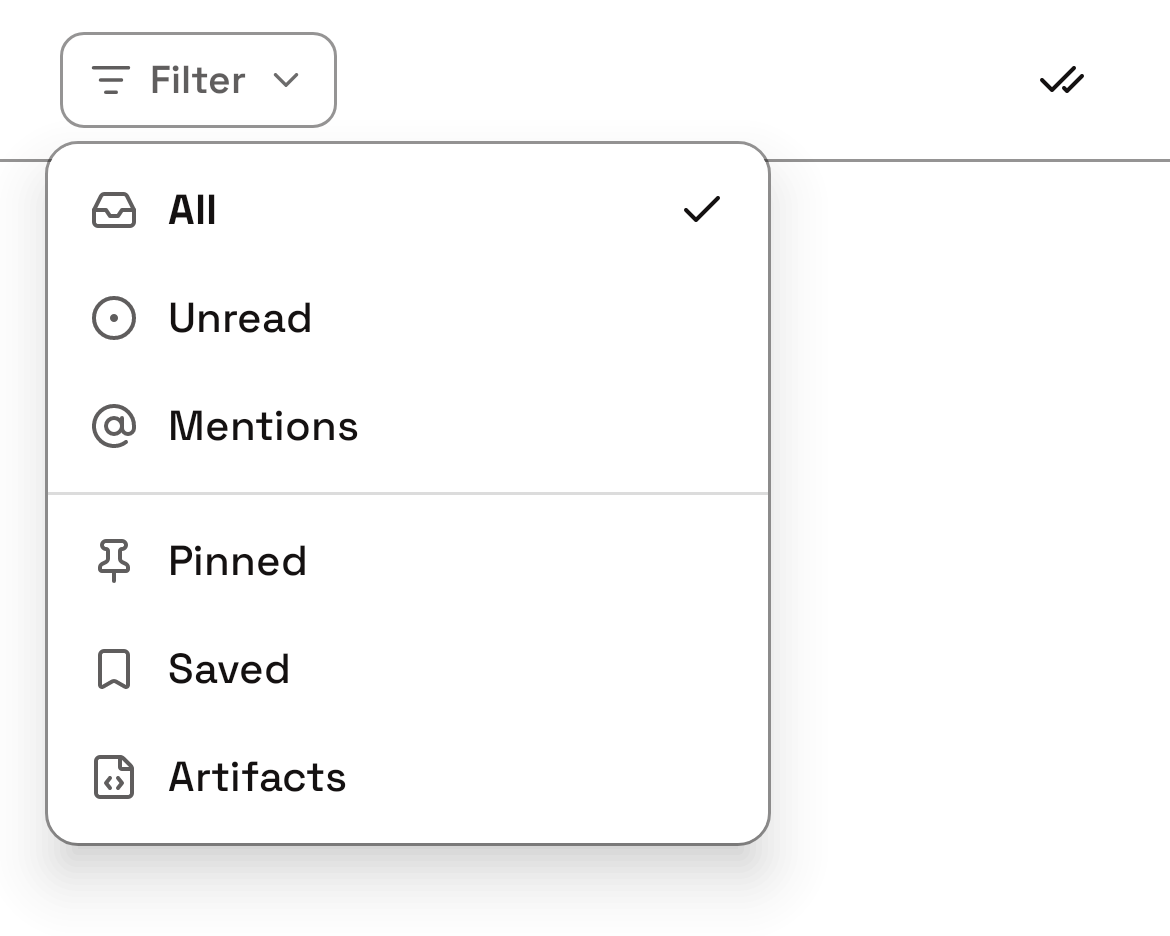 Filter
All
Unread
Mentions
Pinned
Saved
Artifacts